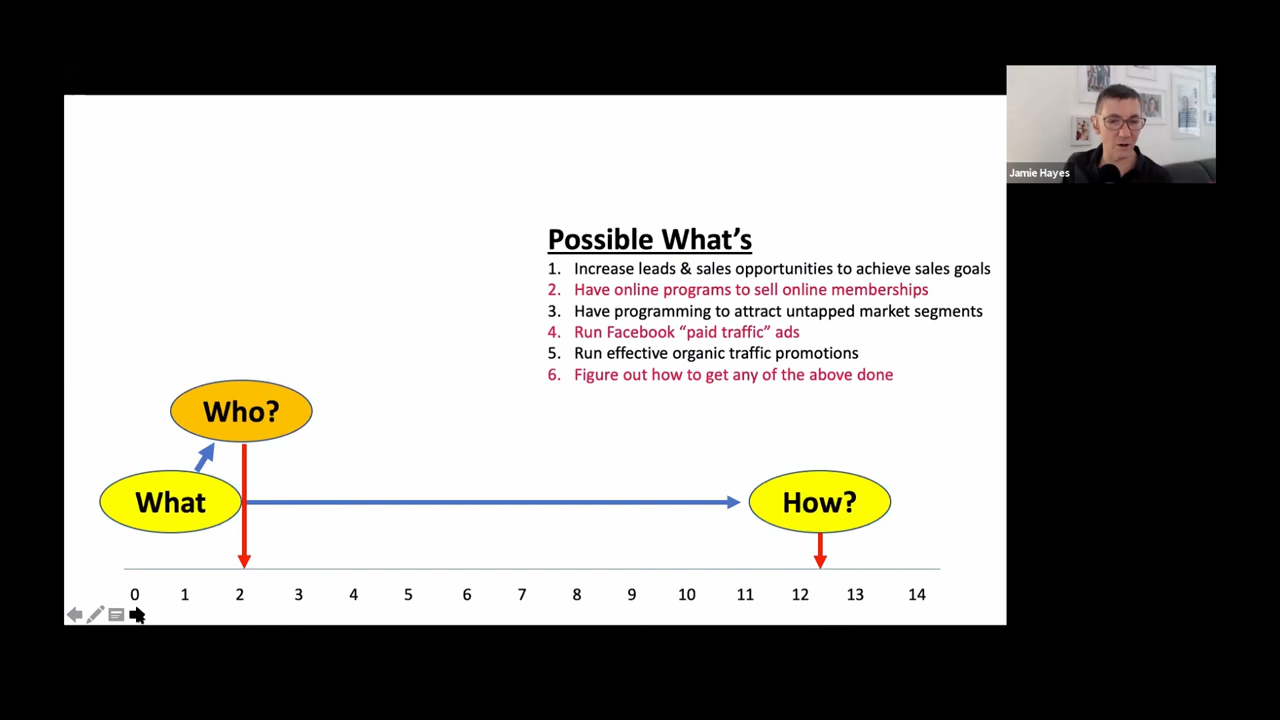 Jamie Hayes
Possible What's
1. Increase leads & sales opportunities to achieve sales goals
2. Have online programs to sell online memberships
3. Have programming to attract untapped market segments
4. Run Facebook “paid traffic” ads
5. Run effective organic traffic promotions
6. Figure out how to get any of the above done
Who?
What
How?
0 1 2 3 4 5 6 7 8 9 10 11 12 13 14